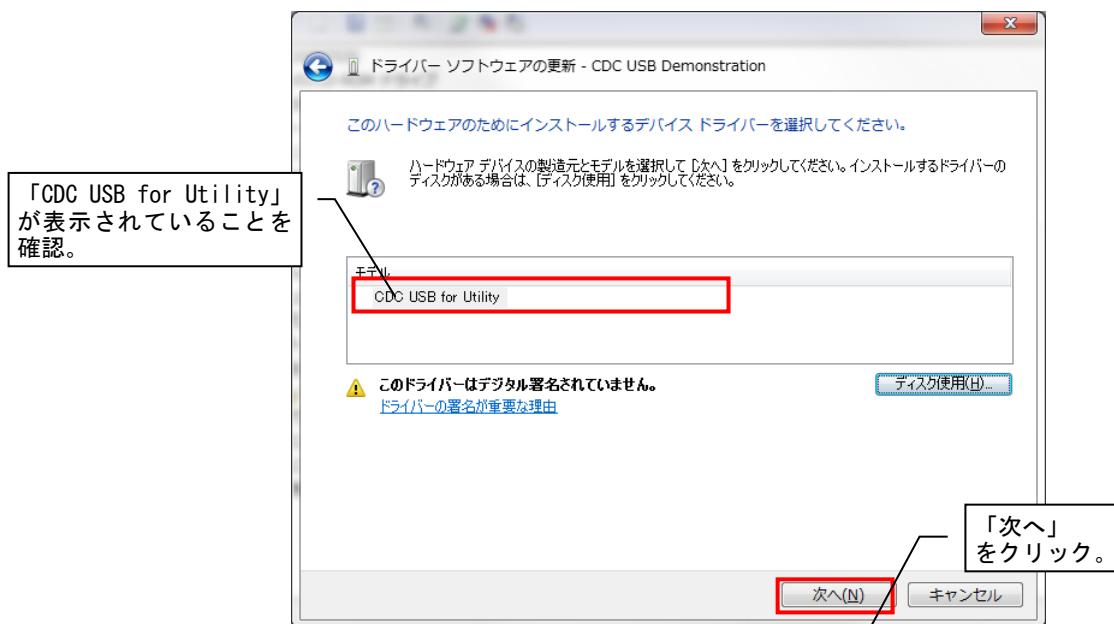 ドライバー ソフトウェアの更新 - CDC USB Demonstration
このハードウェアのためにインストールするデバイス ドライバーを選択してください。
ハードウェア デバイスの製造元とモデルを選択して [次へ] をクリックしてください。インストールするドライバーの
ディスクがある場合は、[ディスク使用] をクリックしてください。
「CDC USB for Utility」
が表示されていることを
確認。
モデル
CDC USB for Utility
このドライバーはデジタル署名されていません。
ディスク使用(H)...
ドライバーの署名が重要な理由
「次へ」
をクリック。
次へ(N)
キャンセル